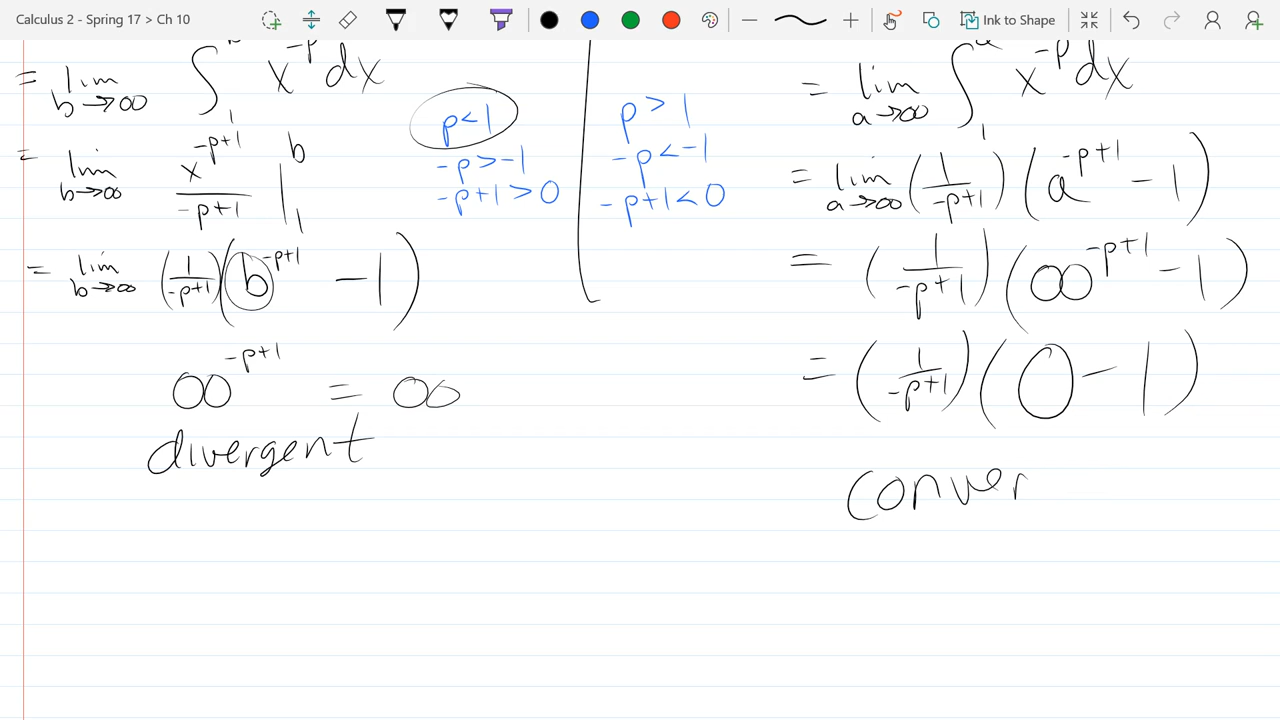 Calculus 2 - Spring 17 > Ch 10
Ink to Shape
= lim b→∞ ∫₁ x^-p dx
= lim b→∞ x^-p+1 / -p+1 |₁^b
= lim b→∞ (1/-p+1)(b^-p+1 - 1)
∞^-p+1 = ∞
divergent
p < 1
-p > -1
-p+1 > 0
p > 1
-p < -1
-p+1 < 0
= lim a→∞ ∫₁^a x^-p dx
= lim a→∞ (1/-p+1)(a^-p+1 - 1)
= (1/-p+1)(∞^-p+1 - 1)
= (1/-p+1)(0 - 1)
conver